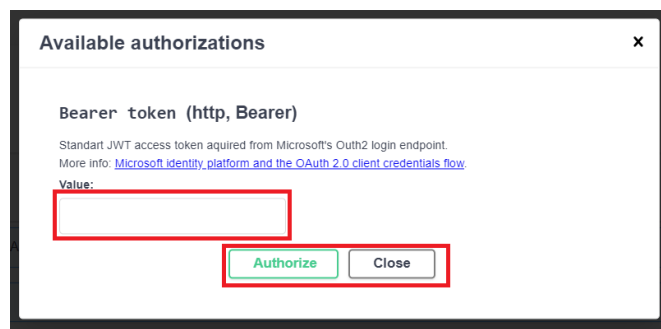 Available authorizations
Bearer token (http, Bearer)
Standart JWT access token aquired from Microsoft's Outh2 login endpoint.
More info: Microsoft identity platform and the OAuth 2.0 client credentials flow.
Value:
Authorize Close